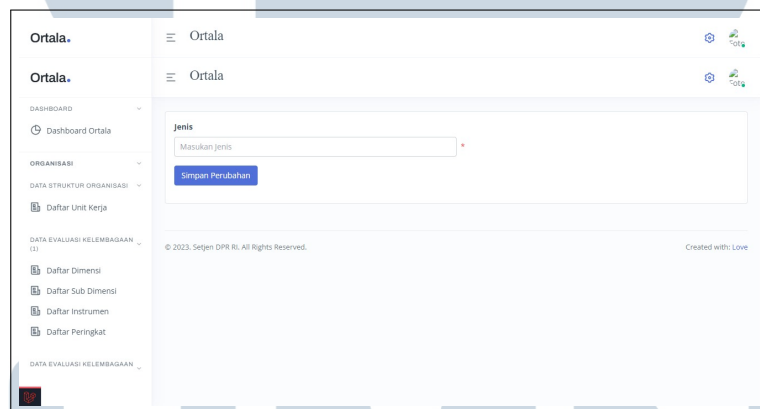 Ortala.
Ortala
Foto
Ortala.
Ortala
Foto
DASHBOARD
Dashboard Ortala
ORGANISASI
DATA STRUKTUR ORGANISASI
Daftar Unit Kerja
DATA EVALUASI KELEMBAGAAN
(1)
Daftar Dimensi
Daftar Sub Dimensi
Daftar Instrumen
Daftar Peringkat
DATA EVALUASI KELEMBAGAAN
Jenis
Masukan Jenis *
Simpan Perubahan
© 2023. Setjen DPR RI. All Rights Reserved.
Created with: Love